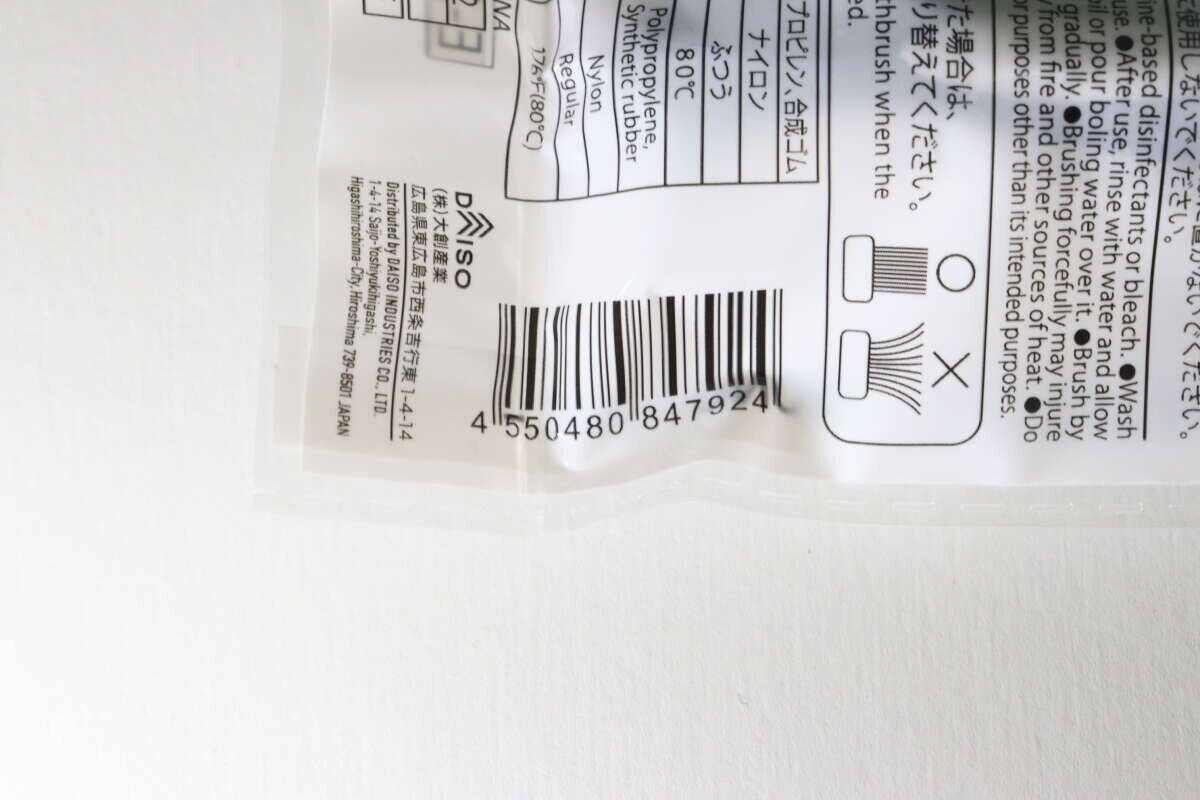 使用しないでください。
ine-based disinfectants or bleach. ●Wash
use. ●After use, rinse with water and allow
oil or pour boling water over it. ●Brush by
gradually. ●Brushing forcefully may injure
from fire and other sources of heat. ●Do
or purposes other than its intended purposes.
た場合は、
り替えてください。
thbrush when the
ed.
プロピレン、合成ゴム
ナイロン
ふつう
80℃
Polypropylene,
Synthetic rubber
Nylon
Regular
176℉(80℃)
NA
DAISO
(株)大創産業
広島県東広島市西条吉行東1-4-14
Distributed by DAISO INDUSTRIES CO., LTD.
1-4-14 Saijo-Yoshiyukihigashi,
Higashihiroshima-City, Hiroshima 739-8501 JAPAN
4 550480 847924